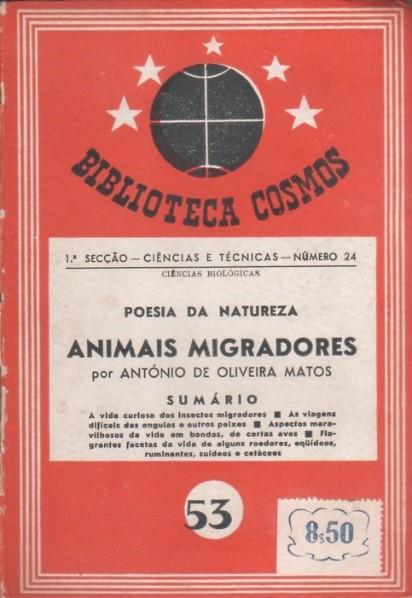 BIBLIOTECA COSMOS
1.ª SECÇÃO — CIÊNCIAS E TÉCNICAS — NÚMERO 24
CIÊNCIAS BIOLÓGICAS
POESIA DA NATUREZA
ANIMAIS MIGRADORES
por ANTÓNIO DE OLIVEIRA MATOS
SUMÁRIO
A vida curiosa dos insectos migradores ■ As viagens
difíceis das enguias e outros peixes ■ Aspectos mara-
vilhosos da vida em bandos, de certas aves ■ Fla-
grantes facetas da vida de alguns roedores, eqüídeos,
ruminantes, suídeos e cetáceos
53
8$50